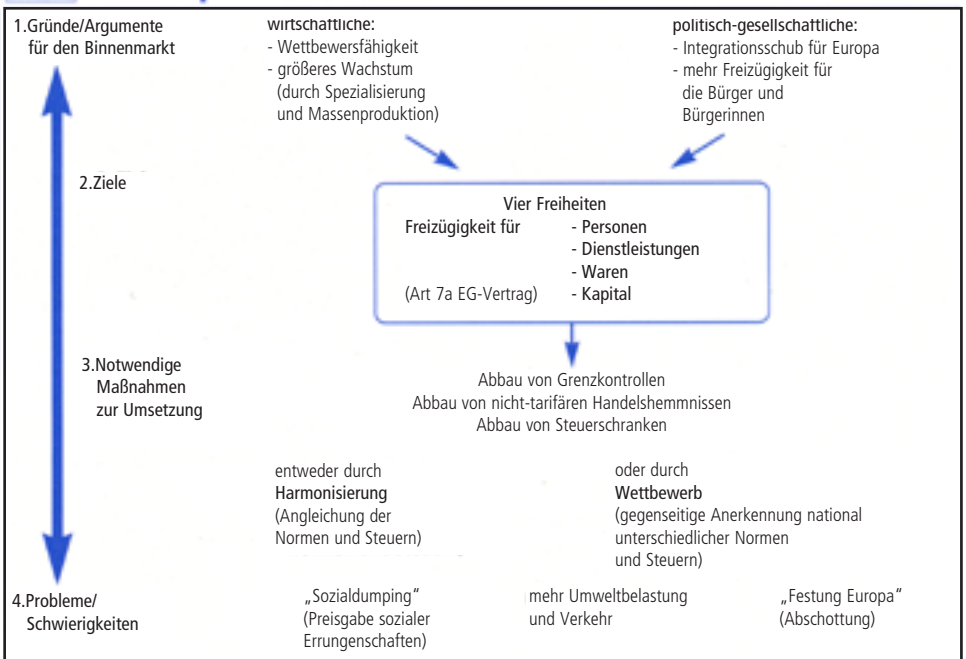 1.Gründe/Argumente
für den Binnenmarkt
wirtschaftliche:
- Wettbewersfähigkeit
- größeres Wachstum
(durch Spezialisierung
und Massenproduktion)
politisch-gesellschaftliche:
- Integrationsschub für Europa
- mehr Freizügigkeit für
die Bürger und
Bürgerinnen
2.Ziele
Vier Freiheiten
Freizügigkeit für - Personen
- Dienstleistungen
- Waren
(Art 7a EG-Vertrag) - Kapital
3.Notwendige
Maßnahmen
zur Umsetzung
Abbau von Grenzkontrollen
Abbau von nicht-tarifären Handelshemmnissen
Abbau von Steuerschranken
entweder durch
Harmonisierung
(Angleichung der
Normen und Steuern)
oder durch
Wettbewerb
(gegenseitige Anerkennung national
unterschiedlicher Normen
und Steuern)
4.Probleme/
Schwierigkeiten
„Sozialdumping“
(Preisgabe sozialer
Errungenschaften)
mehr Umweltbelastung
und Verkehr
„Festung Europa“
(Abschottung)